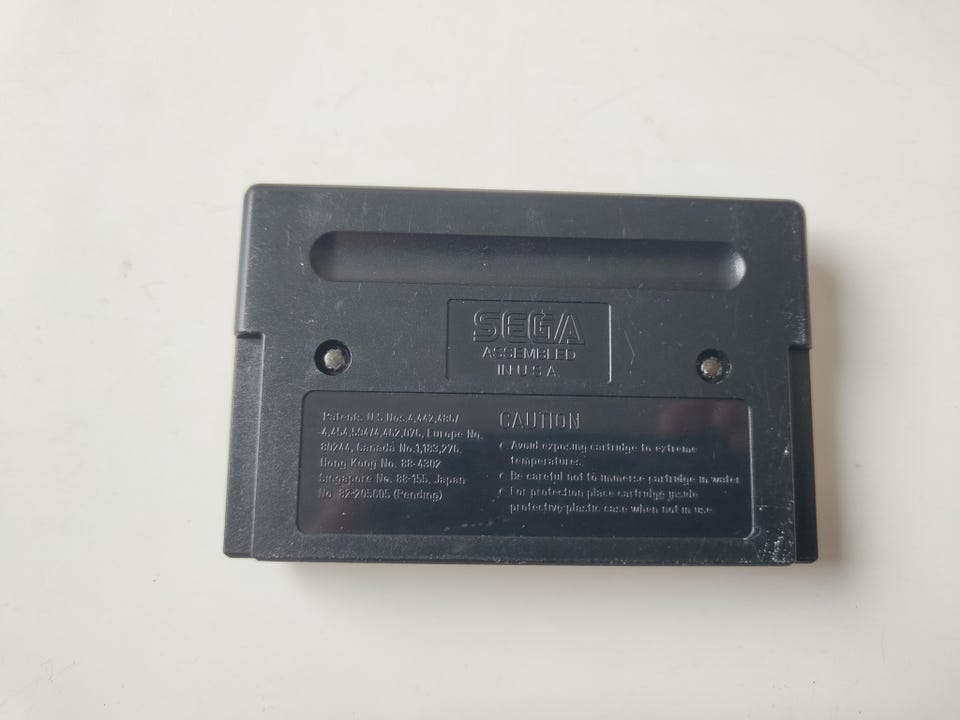 SEGA
ASSEMBLED
IN U.S.A.
Patents: U.S. Nos. 4,442,486/
4,454,594/4,462,076, Europe No.
80244, Canada No. 1,183,276,
Hong Kong No. 88-4302
Singapore No. 88-155, Japan
No. 82-205605 (Pending)
CAUTION
Avoid exposing cartridge to extreme
temperatures.
Be careful not to immerse cartridge in water
For protection place cartridge inside
protective plastic case when not in use